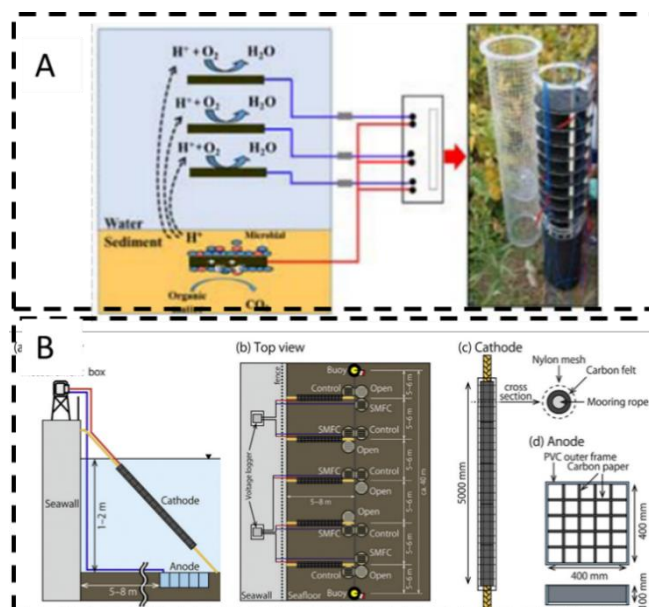 A
H⁺+ O₂ H₂O
H⁺+ O₂ H₂O
H⁺+ O₂ H₂O
Water
Sediment
H⁺
Microbial
Organic
CO₂
B
box
Seawall
1–2 m
Cathode
Anode
5–8 m
(b) Top view
fence
Buoy
Control
Open
SMFC
Control
Open
SMFC
Control
Open
Control
Open
SMFC
SMFC
Control
Open
Buoy
Voltage logger
5–8 m
5–6 m
5–6 m
5–6 m
5–6 m
5–6 m
ca. 40 m
Seawall
Seafloor
(c) Cathode
5000 mm
cross
section
Nylon mesh
Carbon felt
Mooring rope
(d) Anode
PVC outer frame
Carbon paper
400 mm
400 mm
100 mm